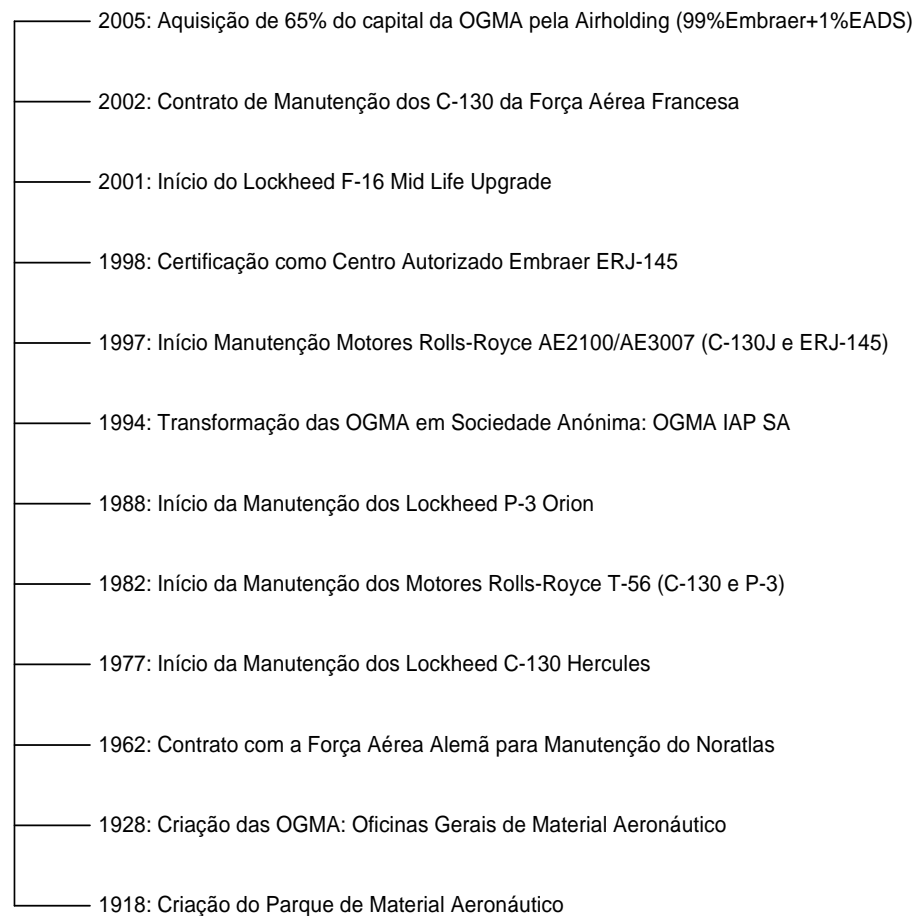 2005: Aquisição de 65% do capital da OGMA pela Airholding (99%Embraer+1%EADS)
2002: Contrato de Manutenção dos C-130 da Força Aérea Francesa
2001: Início do Lockheed F-16 Mid Life Upgrade
1998: Certificação como Centro Autorizado Embraer ERJ-145
1997: Início Manutenção Motores Rolls-Royce AE2100/AE3007 (C-130J e ERJ-145)
1994: Transformação das OGMA em Sociedade Anónima: OGMA IAP SA
1988: Início da Manutenção dos Lockheed P-3 Orion
1982: Início da Manutenção dos Motores Rolls-Royce T-56 (C-130 e P-3)
1977: Início da Manutenção dos Lockheed C-130 Hercules
1962: Contrato com a Força Aérea Alemã para Manutenção do Noratlas
1928: Criação das OGMA: Oficinas Gerais de Material Aeronáutico
1918: Criação do Parque de Material Aeronáutico